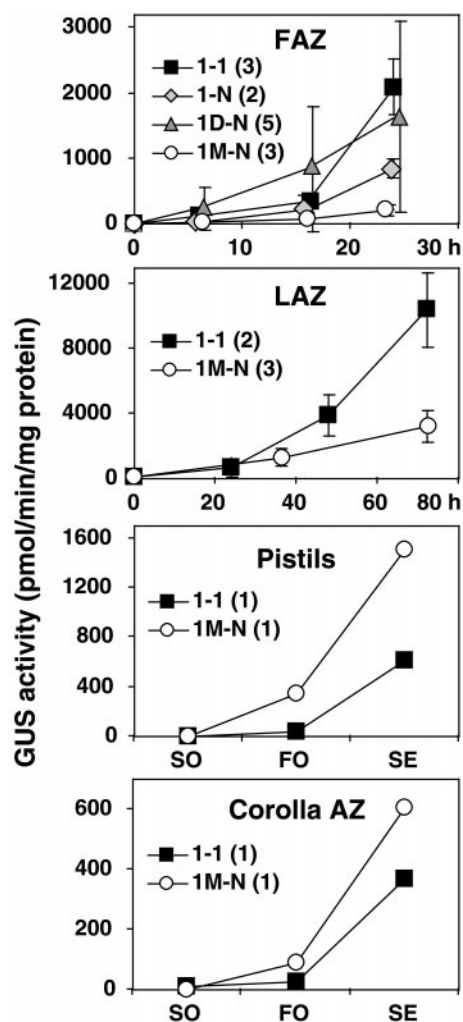 GUS activity (pmol/min/mg protein)
FAZ
3000
2000
1000
0
1-1 (3)
1-N (2)
1D-N (5)
1M-N (3)
0 10 20 30 h
LAZ
12000
8000
4000
0
1-1 (2)
1M-N (3)
0 20 40 60 80 h
Pistils
1600
1200
800
400
0
1-1 (1)
1M-N (1)
SO FO SE
Corolla AZ
600
400
200
0
1-1 (1)
1M-N (1)
SO FO SE